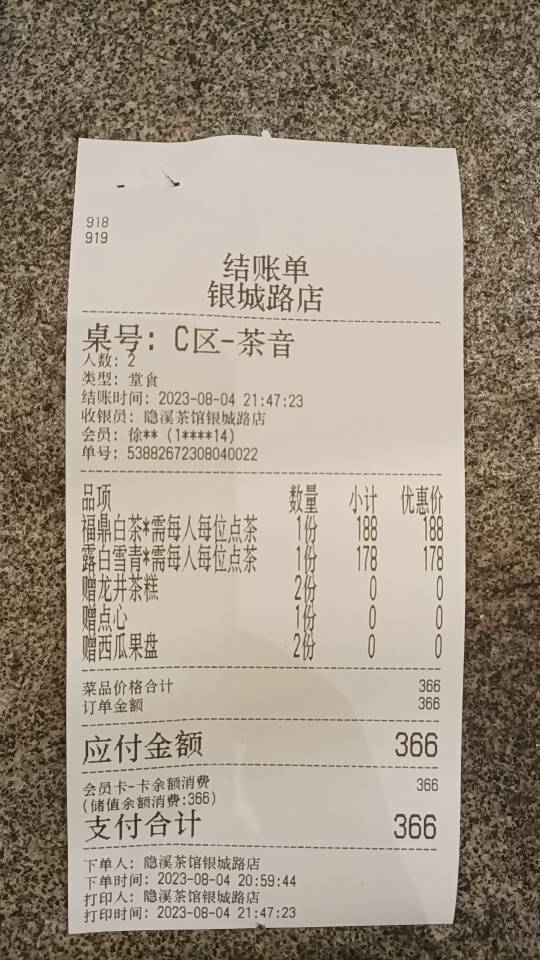 918
919
结账单
银城路店
桌号: C区-茶音
人数: 2
类型: 堂食
结账时间: 2023-08-04 21:47:23
收银员: 隐溪茶馆银城路店
会员: 徐** (1****14)
单号: 53882672308040022
品项 数量 小计 优惠价
福鼎白茶*需每人每位点茶 1份 188 188
露白雪青*需每人每位点茶 1份 178 178
赠龙井茶糕 2份 0 0
赠点心 1份 0 0
赠西瓜果盘 2份 0 0
菜品价格合计 366
订单金额 366
应付金额 366
会员卡-卡余额消费 366
(储值余额消费:366)
支付合计 366
下单人: 隐溪茶馆银城路店
下单时间: 2023-08-04 20:59:44
打印人: 隐溪茶馆银城路店
打印时间: 2023-08-04 21:47:23